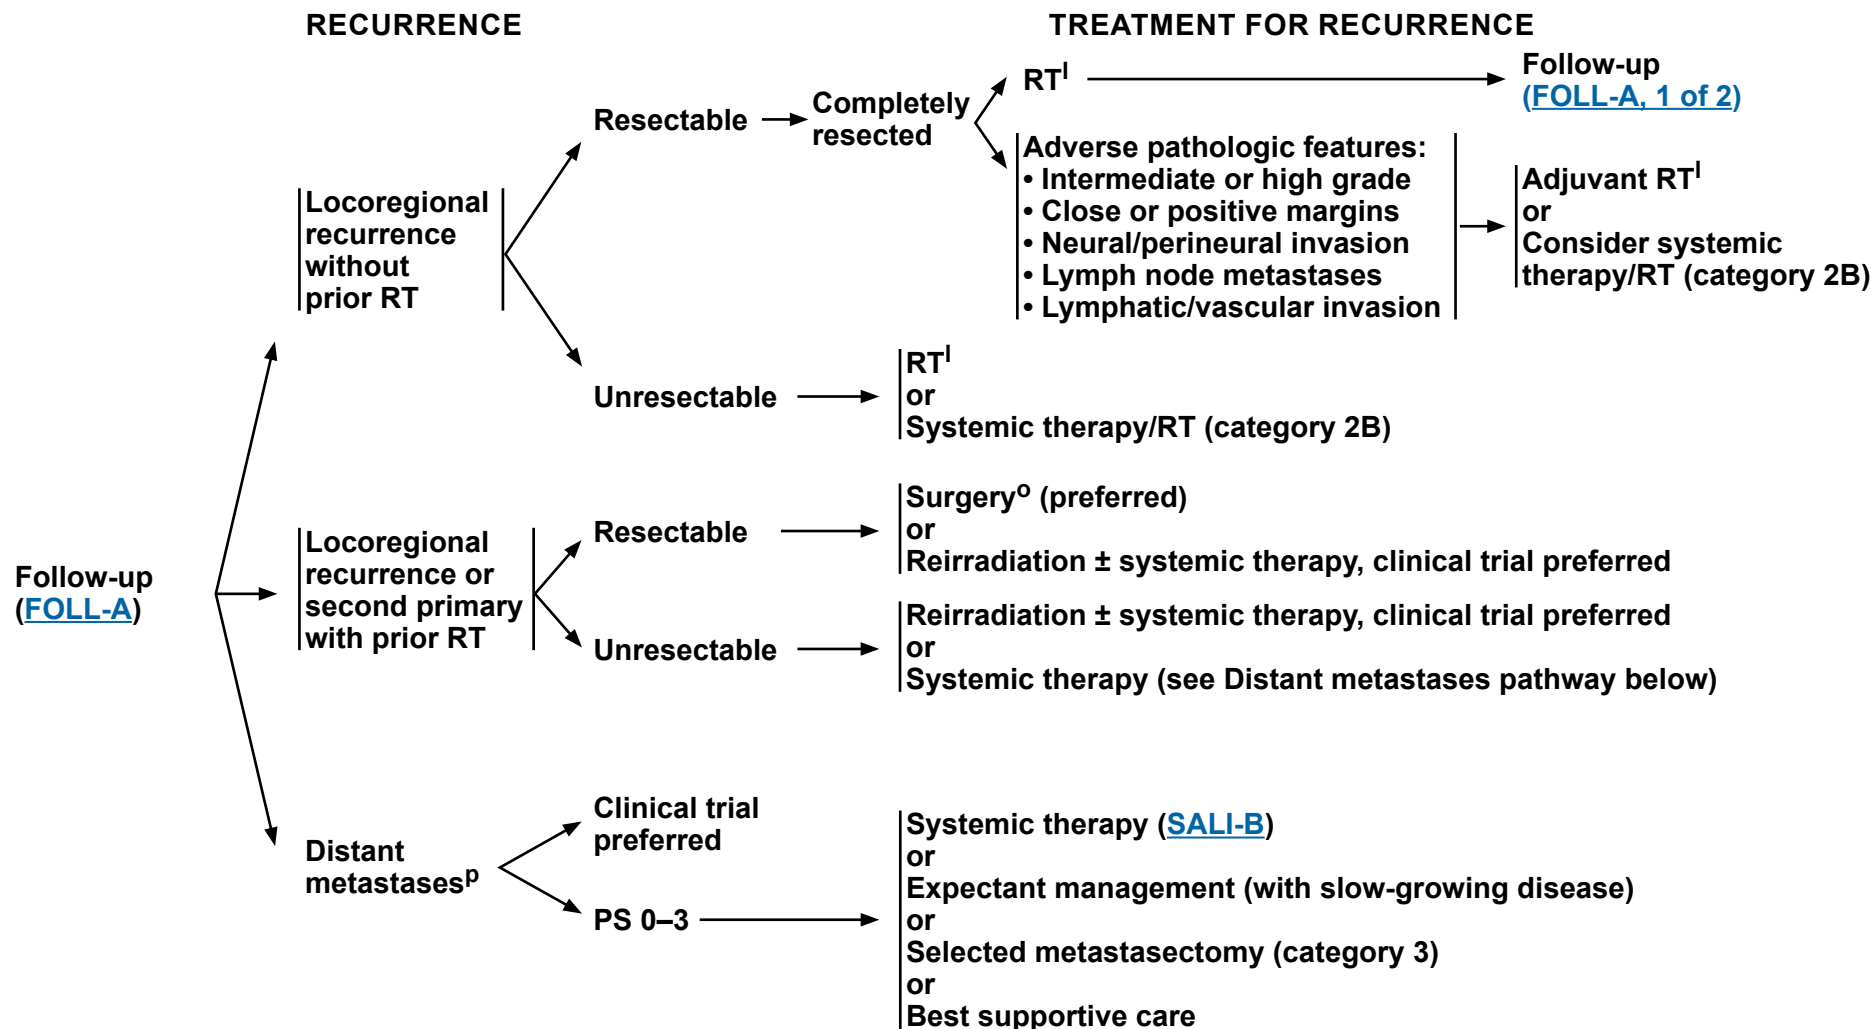 RECURRENCE
TREATMENT FOR RECURRENCE
RTˡ
Follow-up
(FOLL-A, 1 of 2)
Resectable
Completely
resected
Adverse pathologic features:
• Intermediate or high grade
• Close or positive margins
• Neural/perineural invasion
• Lymph node metastases
• Lymphatic/vascular invasion
Adjuvant RTˡ
or
Consider systemic
therapy/RT (category 2B)
Locoregional
recurrence
without
prior RT
Unresectable
RTˡ
or
Systemic therapy/RT (category 2B)
Follow-up
(FOLL-A)
Locoregional
recurrence or
second primary
with prior RT
Resectable
Surgeryᵒ (preferred)
or
Reirradiation ± systemic therapy, clinical trial preferred
Unresectable
Reirradiation ± systemic therapy, clinical trial preferred
or
Systemic therapy (see Distant metastases pathway below)
Distant
metastasesᵖ
Clinical trial
preferred
PS 0–3
Systemic therapy (SALI-B)
or
Expectant management (with slow-growing disease)
or
Selected metastasectomy (category 3)
or
Best supportive care